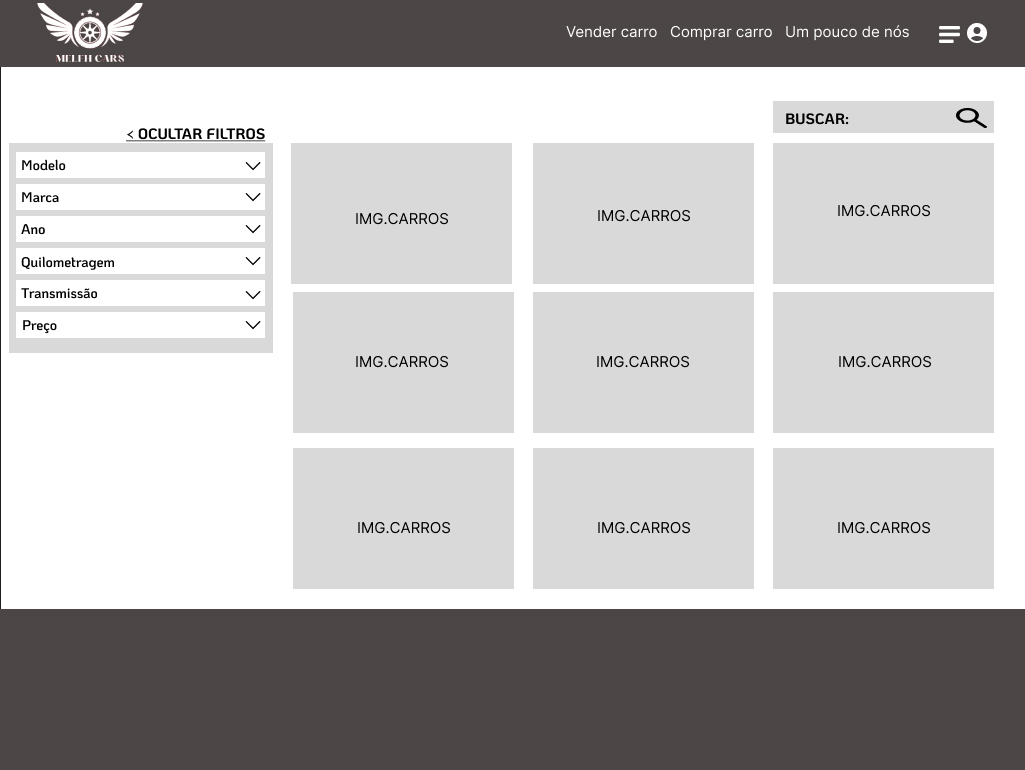 MELFH CARS
Vender carro Comprar carro Um pouco de nós
BUSCAR:
< OCULTAR FILTROS
Modelo
Marca
Ano
Quilometragem
Transmissão
Preço
IMG.CARROS
IMG.CARROS
IMG.CARROS
IMG.CARROS
IMG.CARROS
IMG.CARROS
IMG.CARROS
IMG.CARROS
IMG.CARROS